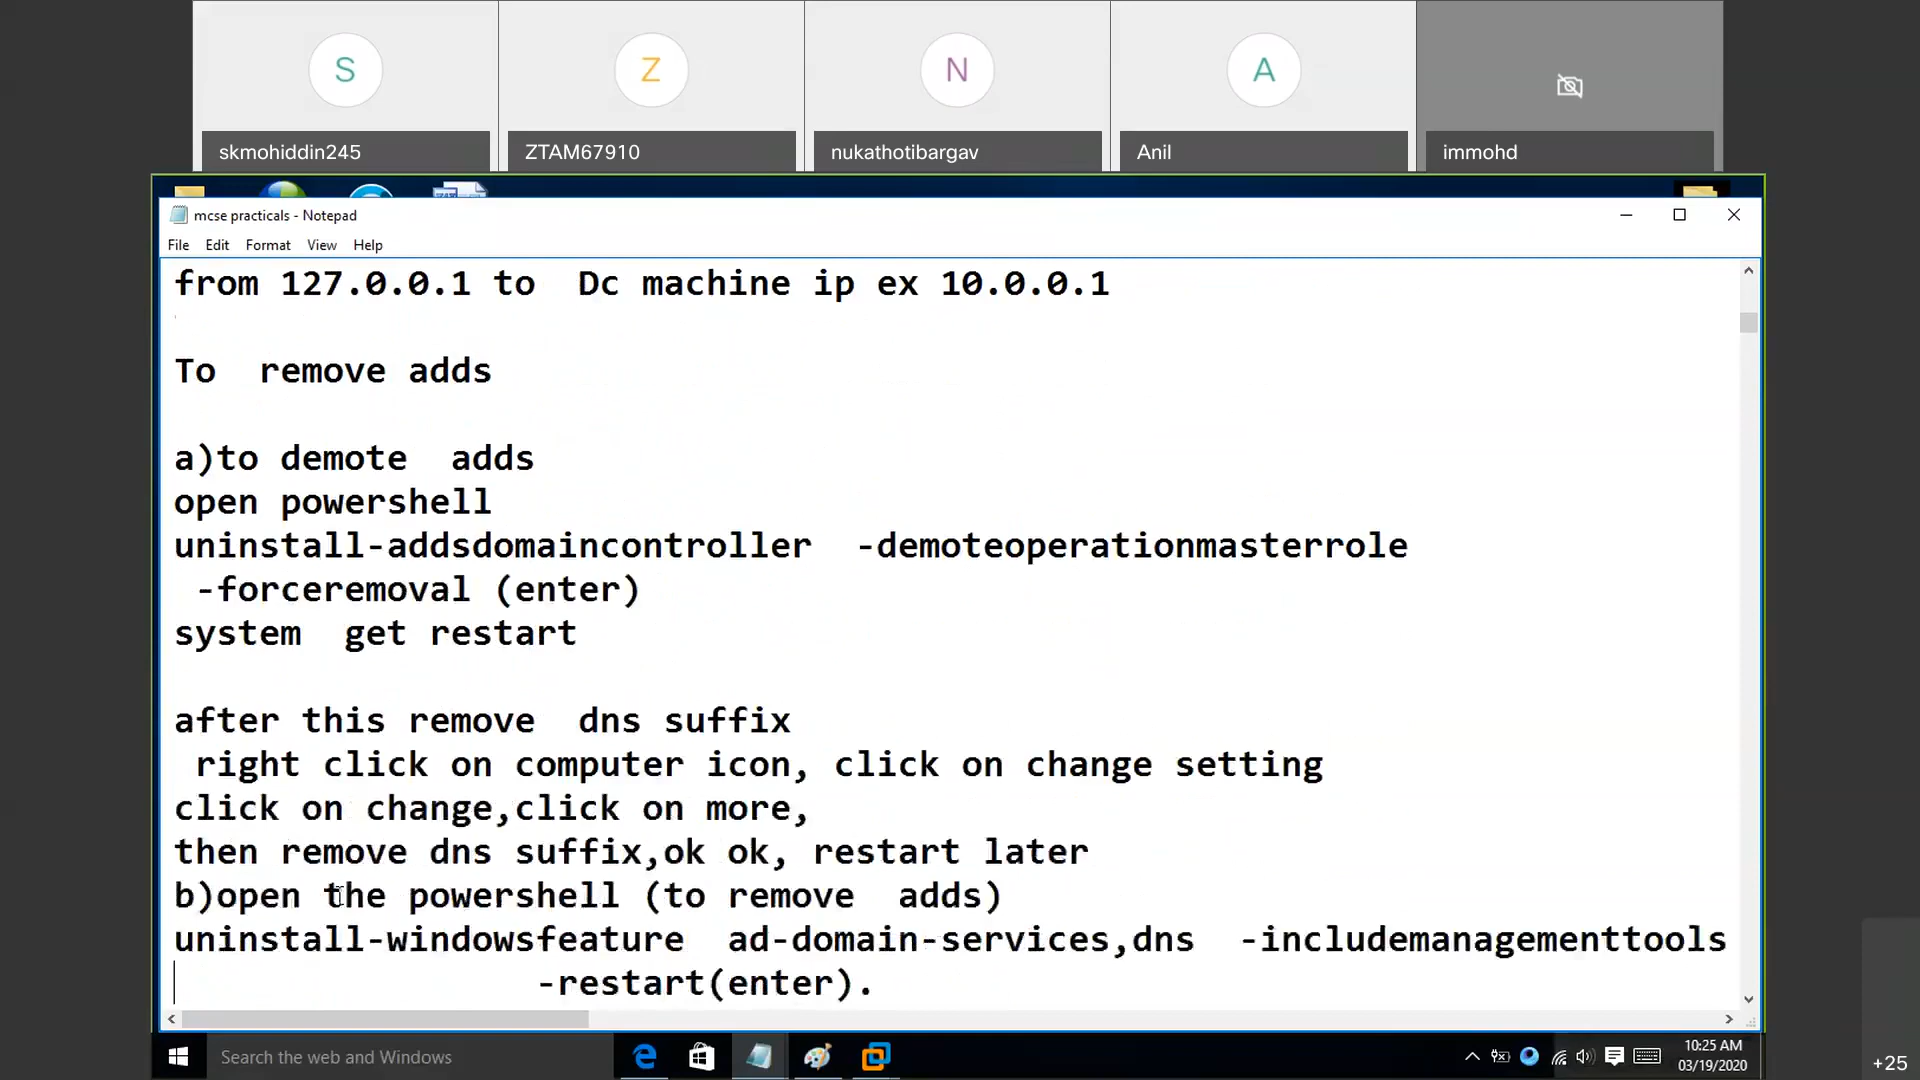 S
Z
N
A
skmohiddin245
ZTAM67910
nukathotibargav
Anil
immohd
mcse practicals - Notepad
File Edit Format View Help
from 127.0.0.1 to  Dc machine ip ex 10.0.0.1
To  remove adds
a)to demote  adds
open powershell
uninstall-addsdomaincontroller  -demoteoperationmasterrole
-forceremoval (enter)
system  get restart
after this remove  dns suffix
right click on computer icon, click on change setting
click on change,click on more,
then remove dns suffix,ok ok, restart later
b)open the powershell (to remove  adds)
uninstall-windowsfeature  ad-domain-services,dns  -includemanagementtools
-restart(enter).
Search the web and Windows
10:25 AM
03/19/2020
+25